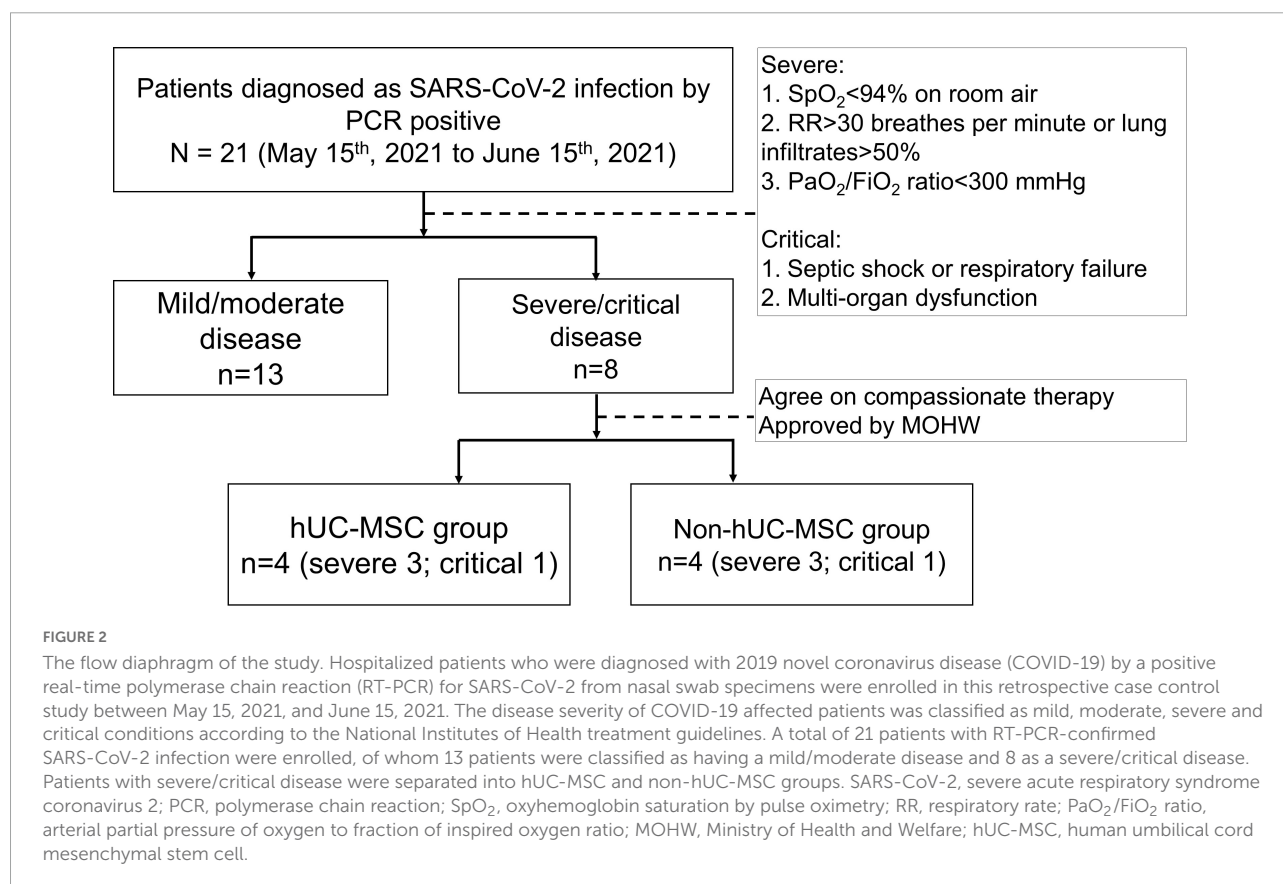 Patients diagnosed as SARS-CoV-2 infection by
PCR positive
N = 21 (May 15th, 2021 to June 15th, 2021)
Severe:
1. SpO2<94% on room air
2. RR>30 breathes per minute or lung
infiltrates>50%
3. PaO2/FiO2 ratio<300 mmHg
Critical:
1. Septic shock or respiratory failure
2. Multi-organ dysfunction
Mild/moderate
disease
n=13
Severe/critical
disease
n=8
Agree on compassionate therapy
Approved by MOHW
hUC-MSC group
n=4 (severe 3; critical 1)
Non-hUC-MSC group
n=4 (severe 3; critical 1)
FIGURE 2
The flow diaphragm of the study. Hospitalized patients who were diagnosed with 2019 novel coronavirus disease (COVID-19) by a positive
real-time polymerase chain reaction (RT-PCR) for SARS-CoV-2 from nasal swab specimens were enrolled in this retrospective case control
study between May 15, 2021, and June 15, 2021. The disease severity of COVID-19 affected patients was classified as mild, moderate, severe and
critical conditions according to the National Institutes of Health treatment guidelines. A total of 21 patients with RT-PCR-confirmed
SARS-CoV-2 infection were enrolled, of whom 13 patients were classified as having a mild/moderate disease and 8 as a severe/critical disease.
Patients with severe/critical disease were separated into hUC-MSC and non-hUC-MSC groups. SARS-CoV-2, severe acute respiratory syndrome
coronavirus 2; PCR, polymerase chain reaction; SpO2, oxyhemoglobin saturation by pulse oximetry; RR, respiratory rate; PaO2/FiO2 ratio,
arterial partial pressure of oxygen to fraction of inspired oxygen ratio; MOHW, Ministry of Health and Welfare; hUC-MSC, human umbilical cord
mesenchymal stem cell.